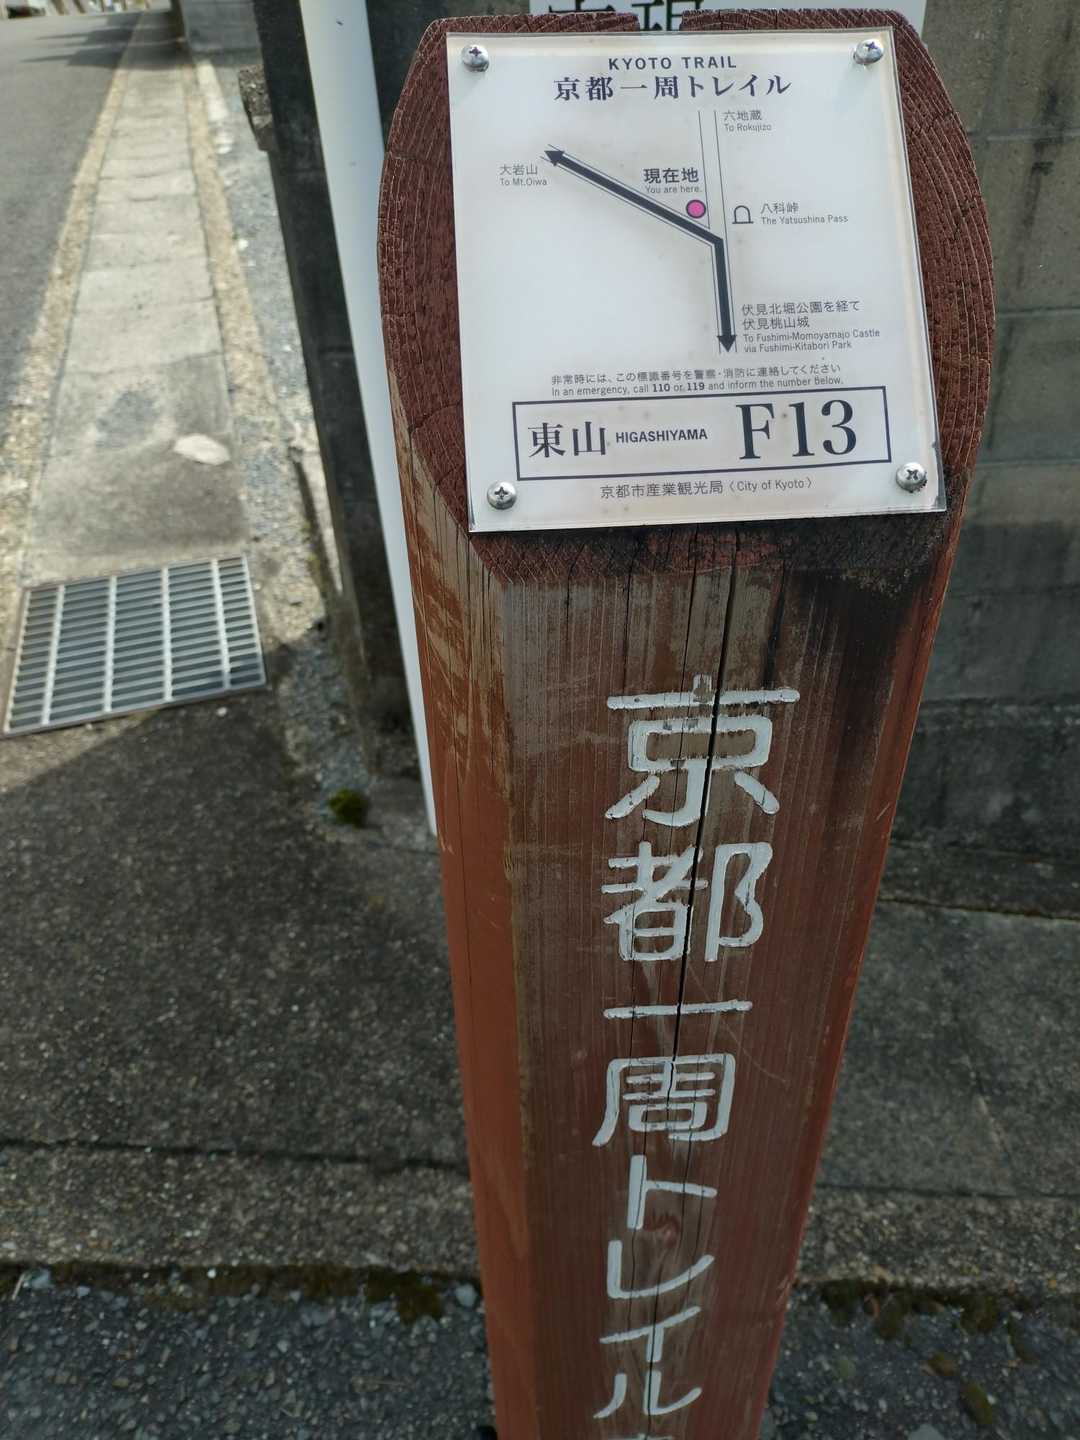 KYOTO TRAIL
京都一周トレイル
六地蔵
To Rokujizo
大岩山
To Mt.Oiwa
現在地
You are here.
八科峠
The Yatsushina Pass
伏見北堀公園を経て
伏見桃山城
To Fushimi-Momoyamajo Castle
via Fushimi-Kitabori Park
非常時には、この標識番号を警察・消防に連絡してください
In an emergency, call 110 or 119 and inform the number Below.
東山 HIGASHIYAMA F13
京都市産業観光局〈City of Kyoto〉
京都一周トレイル